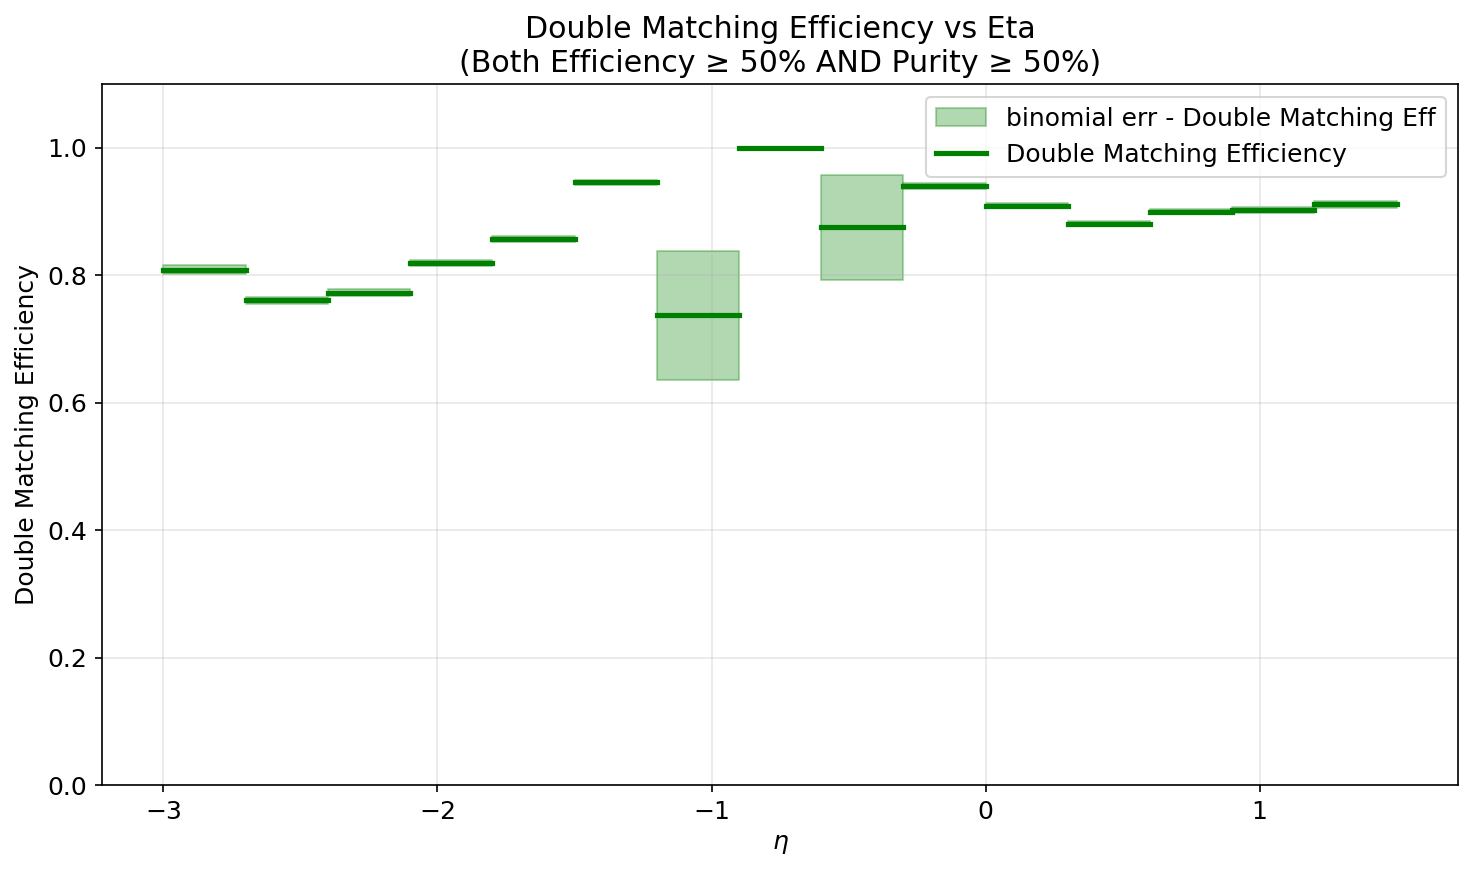 Double Matching Efficiency vs Eta
(Both Efficiency ≥ 50% AND Purity ≥ 50%)
binomial err - Double Matching Eff
Double Matching Efficiency
Double Matching Efficiency
1.0
0.8
0.6
0.4
0.2
0.0
−3
−2
−1
0
1
η